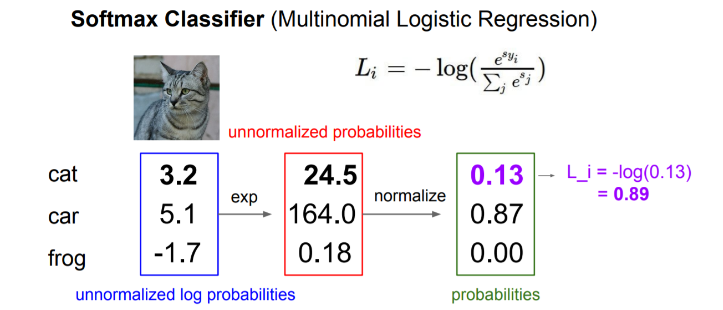 Softmax Classifier (Multinomial Logistic Regression)
L_i = − log(e^{s_{y_i}} / ∑_j e^{s_j})
unnormalized probabilities
cat 3.2 24.5 0.13 → L_i = -log(0.13)
= 0.89
exp normalize
car 5.1 164.0 0.87
frog -1.7 0.18 0.00
unnormalized log probabilities probabilities